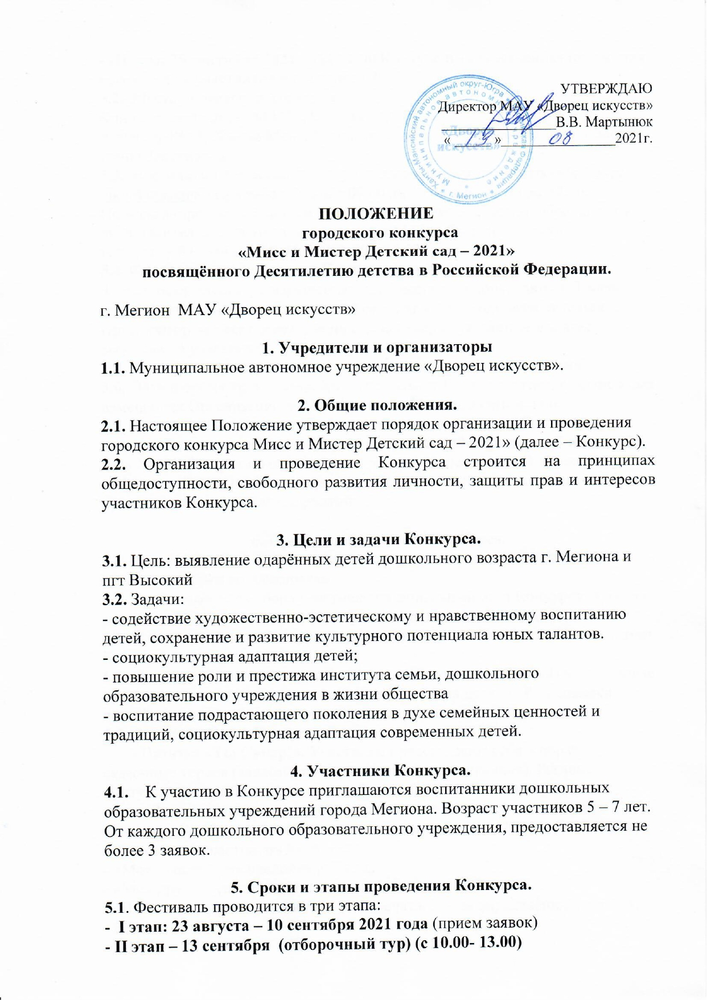 УТВЕРЖДАЮ
Директор МАУ «Дворец искусств»
В.В. Мартынюк
« 19 » 08 2021г.
Ханты-Мансийский автономный округ-Югра * Российская Федерация * г. Мегион *
Муниципальное автономное учреждение *
«Дворец
искусств»
ПОЛОЖЕНИЕ
городского конкурса
«Мисс и Мистер Детский сад – 2021»
посвящённого Десятилетию детства в Российской Федерации.
г. Мегион МАУ «Дворец искусств»
1. Учредители и организаторы
1.1. Муниципальное автономное учреждение «Дворец искусств».
2. Общие положения.
2.1. Настоящее Положение утверждает порядок организации и проведения
городского конкурса Мисс и Мистер Детский сад – 2021» (далее – Конкурс).
2.2. Организация и проведение Конкурса строится на принципах
общедоступности, свободного развития личности, защиты прав и интересов
участников Конкурса.
3. Цели и задачи Конкурса.
3.1. Цель: выявление одарённых детей дошкольного возраста г. Мегиона и
пгт Высокий
3.2. Задачи:
- содействие художественно-эстетическому и нравственному воспитанию
детей, сохранение и развитие культурного потенциала юных талантов.
- социокультурная адаптация детей;
- повышение роли и престижа института семьи, дошкольного
образовательного учреждения в жизни общества
- воспитание подрастающего поколения в духе семейных ценностей и
традиций, социокультурная адаптация современных детей.
4. Участники Конкурса.
4.1. К участию в Конкурсе приглашаются воспитанники дошкольных
образовательных учреждений города Мегиона. Возраст участников 5 – 7 лет.
От каждого дошкольного образовательного учреждения, предоставляется не
более 3 заявок.
5. Сроки и этапы проведения Конкурса.
5.1. Фестиваль проводится в три этапа:
- I этап: 23 августа – 10 сентября 2021 года (прием заявок)
- II этап – 13 сентября (отборочный тур) (с 10.00- 13.00)